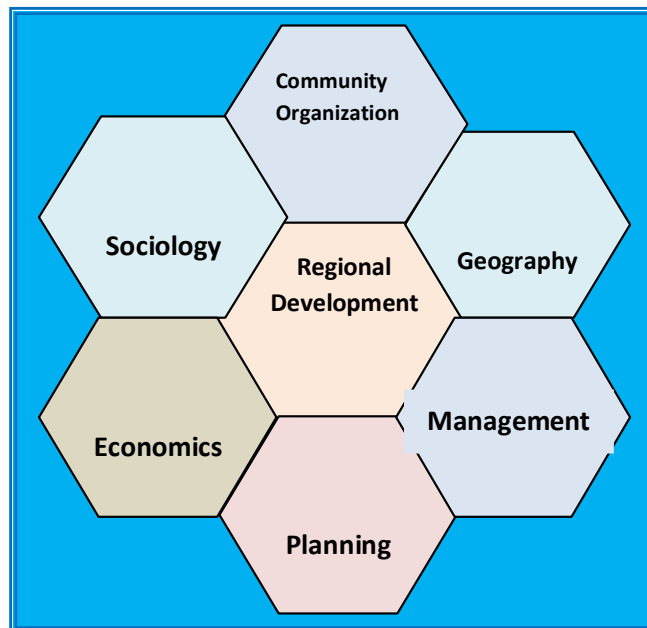 Community
Organization
Sociology
Regional
Development
Geography
Economics
Management
Planning